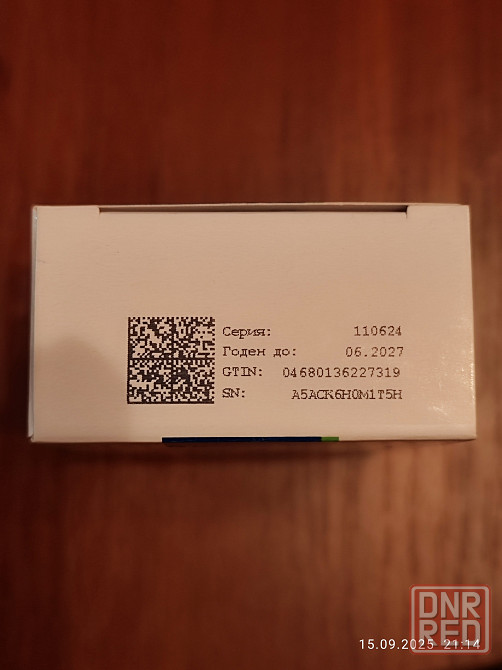 Серия: 110624
Годен до: 06.2027
GTIN: 04680136227319
SN: A5ACK6H0M1T5H
DNR
RED
15.09.2025 21:14